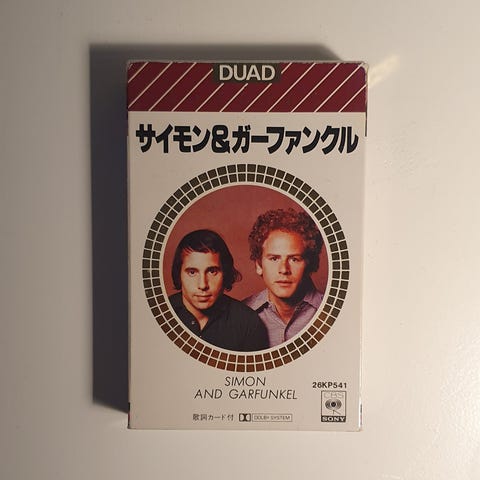 DUAD
サイモン&ガーファンクル
SIMON
AND GARFUNKEL
26KP541
CBS
SONY
歌詞カード付 DOLBY SYSTEM